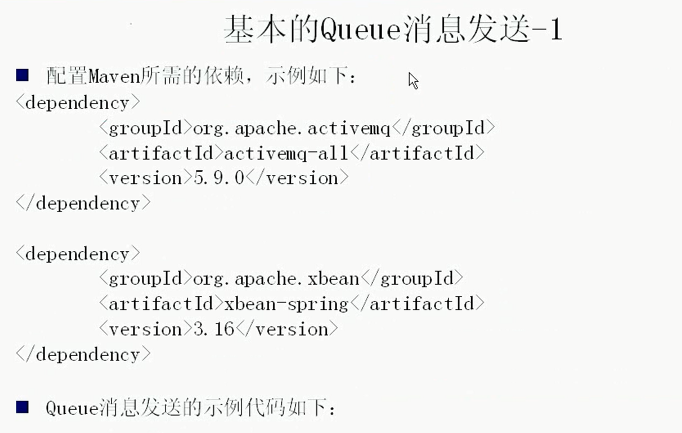 基本的Queue消息发送-1
■ 配置Maven所需的依赖，示例如下：
<dependency>
<groupId>org.apache.activemq</groupId>
<artifactId>activemq-all</artifactId>
<version>5.9.0</version>
</dependency>
<dependency>
<groupId>org.apache.xbean</groupId>
<artifactId>xbean-spring</artifactId>
<version>3.16</version>
</dependency>
■ Queue消息发送的示例代码如下：